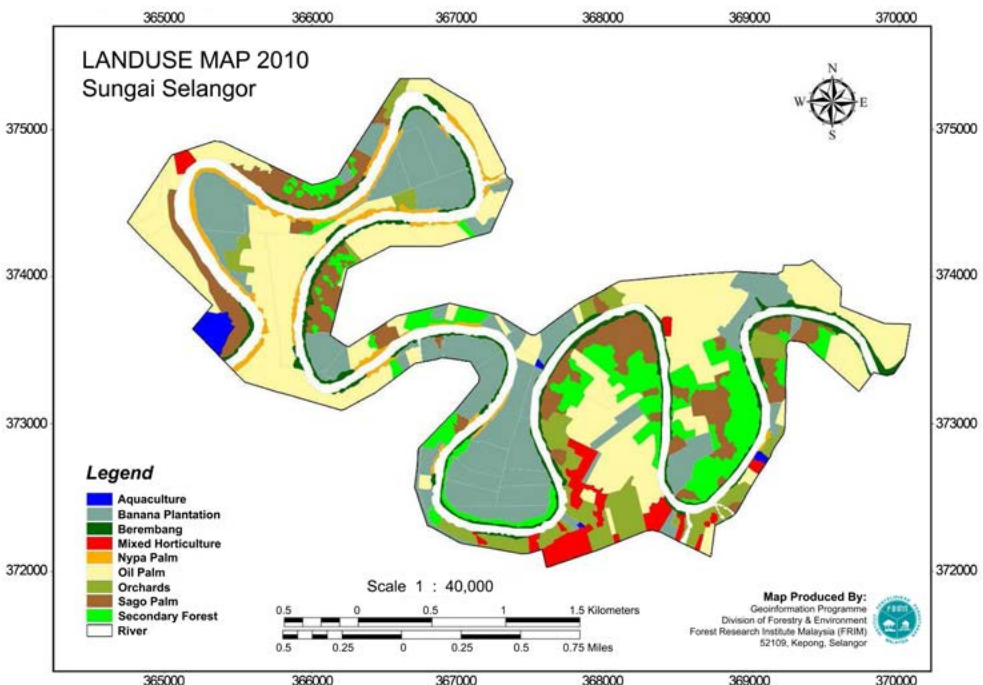 365000 366000 367000 368000 369000 370000
LANDUSE MAP 2010
Sungai Selangor
N
W E
S
375000 375000
374000 374000
373000 373000
372000 372000
Legend
Aquaculture
Banana Plantation
Berembang
Mixed Horticulture
Nypa Palm
Oil Palm
Orchards
Sago Palm
Secondary Forest
River
Scale 1 : 40,000
0.5 0 0.5 1 1.5 Kilometers
0.5 0.25 0 0.25 0.5 0.75 Miles
Map Produced By:
Geoinformation Programme
Division of Forestry & Environment
Forest Research Institute Malaysia (FRIM)
52109, Kepong, Selangor
FRIM
365000 366000 367000 368000 369000 370000